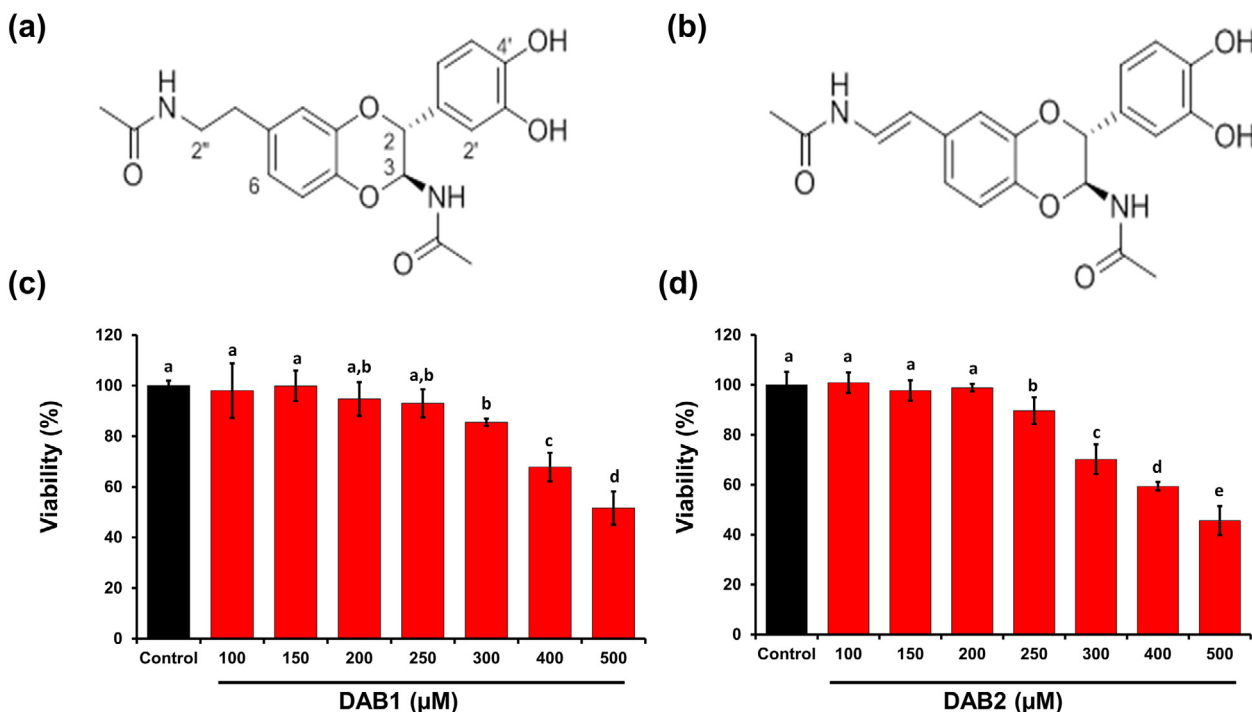 (a)
OH
4'
OH
H
N
O
2''
O
2
2'
3
6
O
NH
O
(b)
OH
OH
H
N
O
O
O
NH
O
(c)
Viability (%)
120
100
80
60
40
20
0
a
a
a
a,b
a,b
b
c
d
Control 100 150 200 250 300 400 500
DAB1 (μM)
(d)
Viability (%)
120
100
80
60
40
20
0
a
a
a
a
b
c
d
e
Control 100 150 200 250 300 400 500
DAB2 (μM)